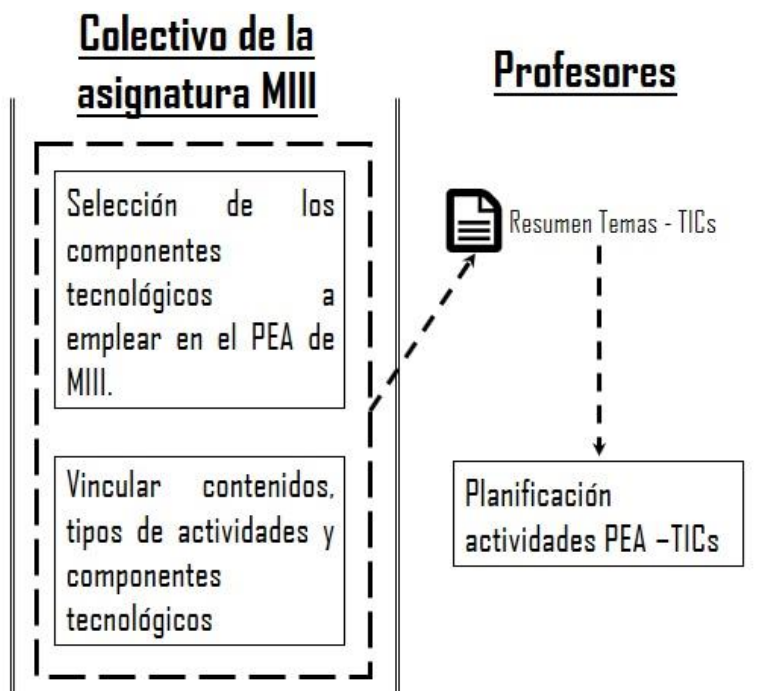 Colectivo de la
asignatura MIII
Profesores
Selección de los
componentes
tecnológicos a
emplear en el PEA de
MIII.
Resumen Temas - TICs
Vincular contenidos,
tipos de actividades y
componentes
tecnológicos
Planificación
actividades PEA –TICs